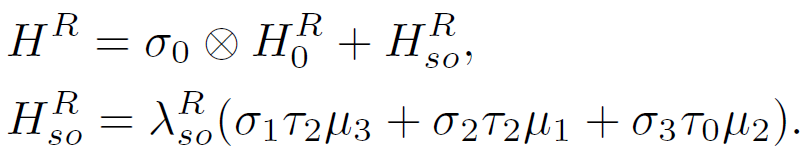 H^R = σ_0 ⊗ H_0^R + H_{so}^R,
H_{so}^R = λ_{so}^R(σ_1τ_2μ_3 + σ_2τ_2μ_1 + σ_3τ_0μ_2).